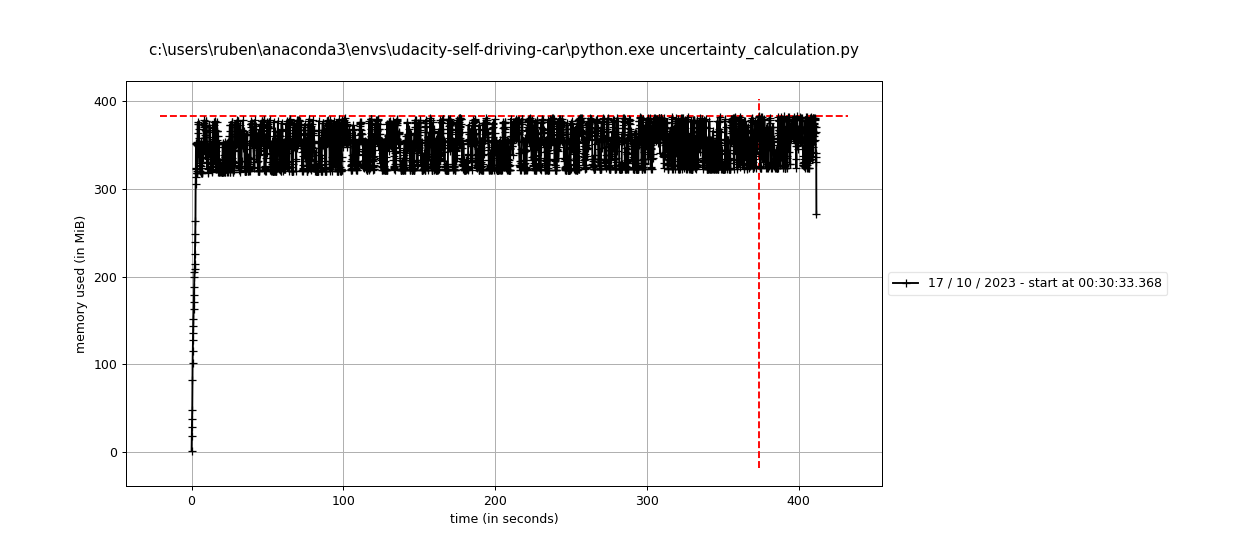 c:\users\ruben\anaconda3\envs\udacity-self-driving-car\python.exe uncertainty_calculation.py
400
300
200
100
0
memory used (in MiB)
0 100 200 300 400
time (in seconds)
17 / 10 / 2023 - start at 00:30:33.368